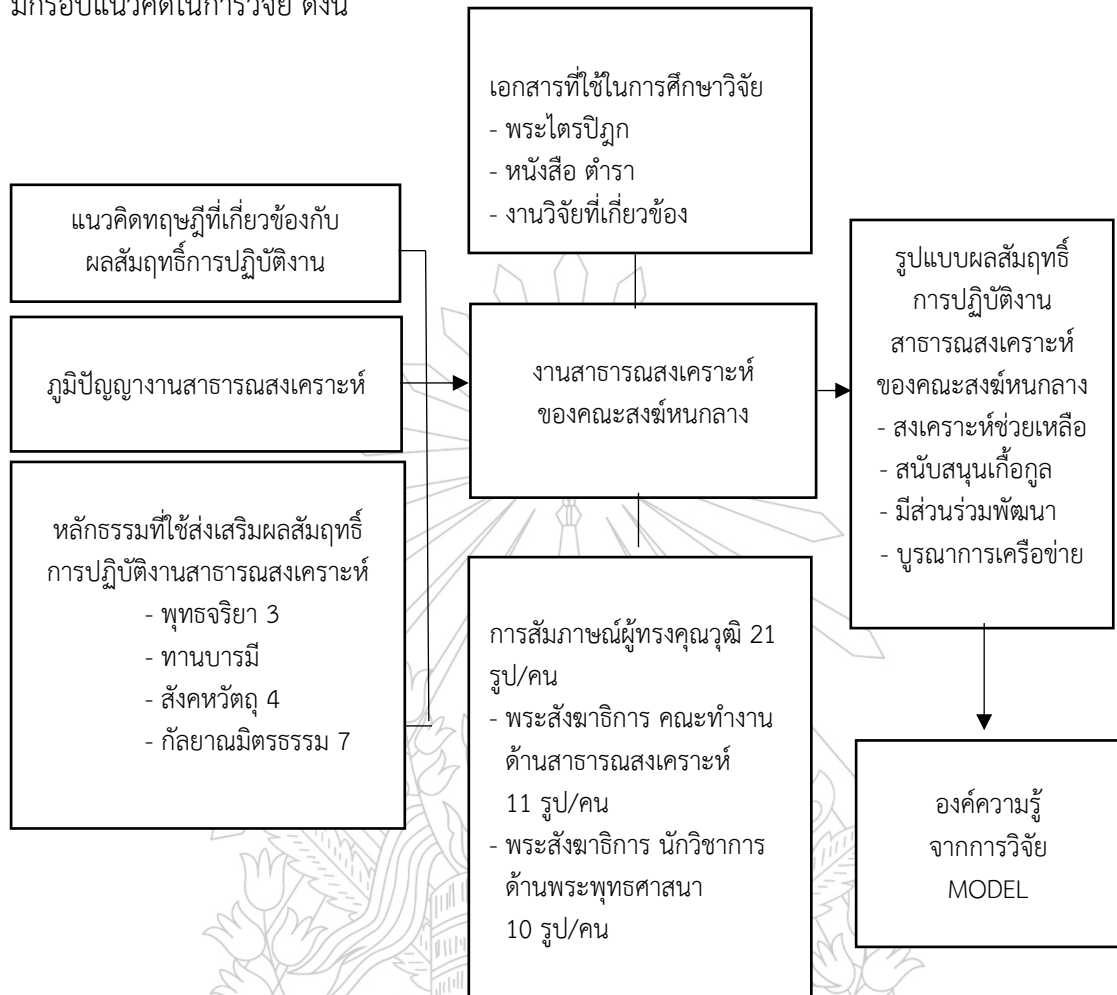 มีกรอบแนวคิดในการวิจัย ดังนี้
เอกสารที่ใช้ในการศึกษาวิจัย
- พระไตรปิฎก
- หนังสือ ตำรา
- งานวิจัยที่เกี่ยวข้อง
แนวคิดทฤษฎีที่เกี่ยวข้องกับ
ผลสัมฤทธิ์การปฏิบัติงาน
ภูมิปัญญางานสาธารณสงเคราะห์
หลักธรรมที่ใช้ส่งเสริมผลสัมฤทธิ์
การปฏิบัติงานสาธารณสงเคราะห์
- พุทธจริยา 3
- ทานบารมี
- สังคหวัตถุ 4
- กัลยาณมิตรธรรม 7
งานสาธารณสงเคราะห์
ของคณะสงฆ์หนกลาง
การสัมภาษณ์ผู้ทรงคุณวุฒิ 21
รูป/คน
- พระสังฆาธิการ คณะทำงาน
ด้านสาธารณสงเคราะห์
11 รูป/คน
- พระสังฆาธิการ นักวิชาการ
ด้านพระพุทธศาสนา
10 รูป/คน
รูปแบบผลสัมฤทธิ์
การปฏิบัติงาน
สาธารณสงเคราะห์
ของคณะสงฆ์หนกลาง
- สงเคราะห์ช่วยเหลือ
- สนับสนุนเกื้อกูล
- มีส่วนร่วมพัฒนา
- บูรณาการเครือข่าย
องค์ความรู้
จากการวิจัย
MODEL